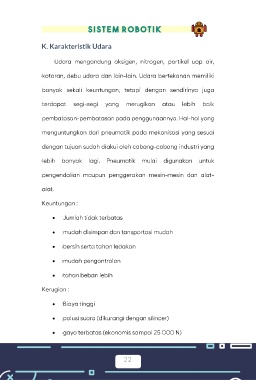 SISTEM ROBOTIK
K. Karakteristik Udara
Udara mengandung oksigen, nitrogen, partikel uap air,
kotoran, debu udara dan lain-lain. Udara bertekanan memiliki
banyak sekali keuntungan, tetapi dengan sendirinya juga
terdapat segi-segi yang merugikan atau lebih baik
pembatasan-pembatasan pada penggunaannya. Hal-hal yang
menguntungkan dari pneumatik pada mekanisasi yang sesuai
dengan tujuan sudah diakui oleh cabang-cabang industri yang
lebih banyak lagi. Pneumatik mulai digunakan untuk
pengendalian maupun penggerakan mesin-mesin dan alat-
alat.
Keuntungan :
• Jumlah tidak terbatas
• mudah disimpan dan tansportasi mudah
• bersih serta tahan ledakan
• mudah pengontrolan
• tahan beban lebih
Kerugian :
• Biaya tinggi
• polusi suara (dikurangi dengan silincer)
• gaya terbatas (ekonomis sampai 25 000 N)
22